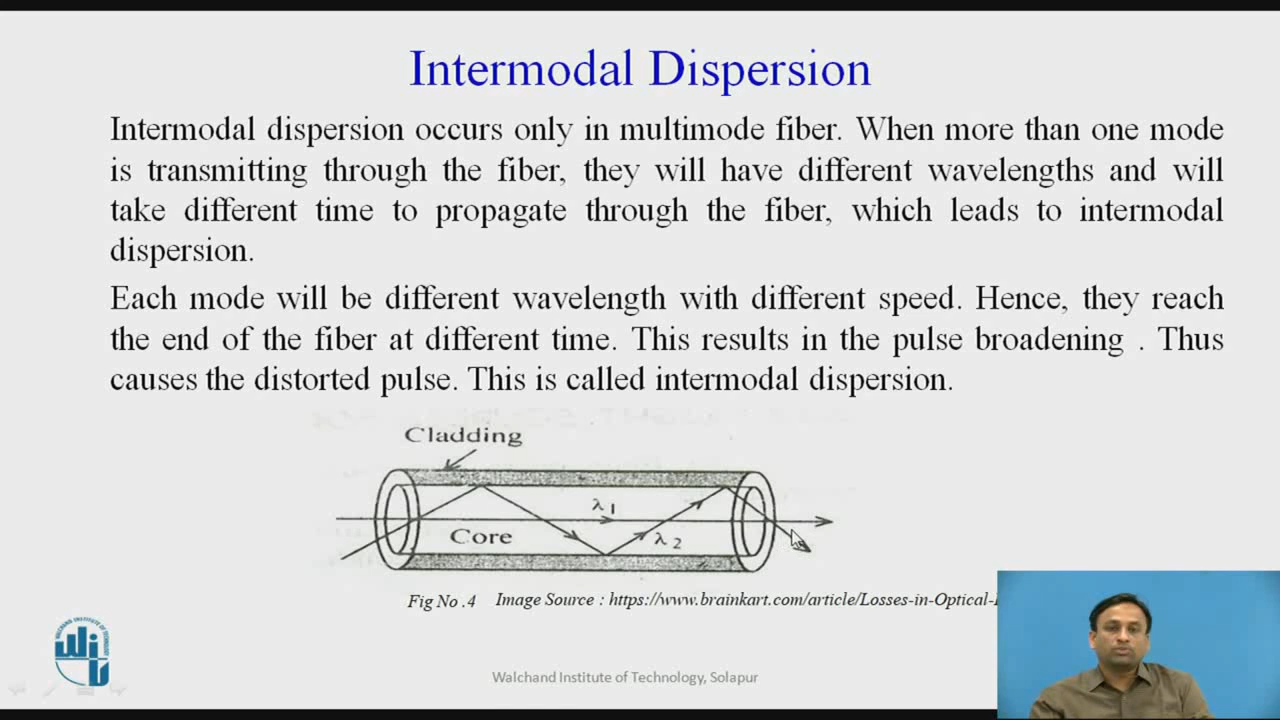 Intermodal Dispersion
Intermodal dispersion occurs only in multimode fiber. When more than one mode
is transmitting through the fiber, they will have different wavelengths and will
take different time to propagate through the fiber, which leads to intermodal
dispersion.
Each mode will be different wavelength with different speed. Hence, they reach
the end of the fiber at different time. This results in the pulse broadening . Thus
causes the distorted pulse. This is called intermodal dispersion.
Cladding
λ1
Core
λ2
Fig No .4 Image Source : https://www.brainkart.com/article/Losses-in-Optical-
WALCHAND INSTITUTE OF TECHNOLOGY
Walchand Institute of Technology, Solapur